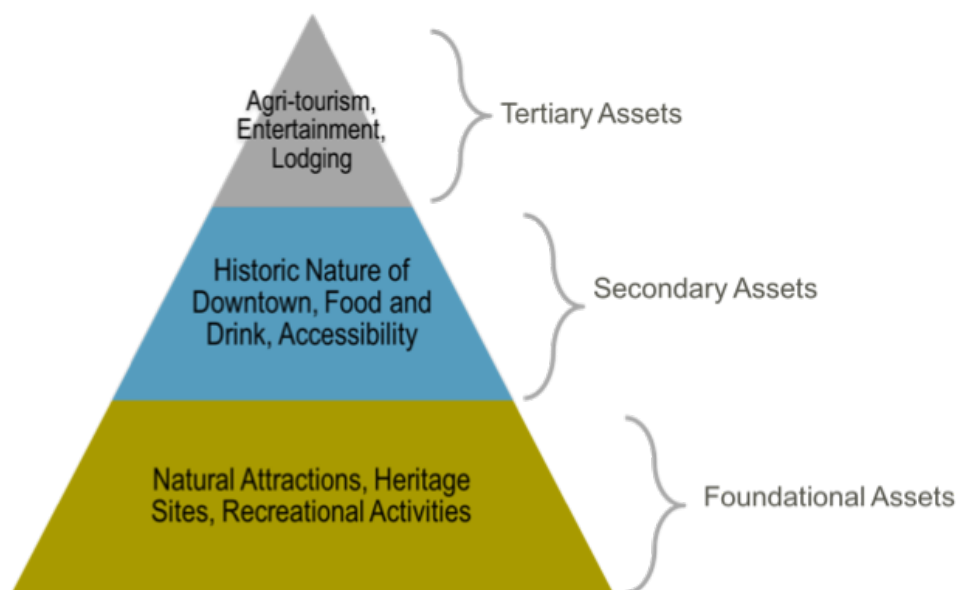 Agri-tourism,
Entertainment,
Lodging
Tertiary Assets
Historic Nature of
Downtown, Food and
Drink, Accessibility
Secondary Assets
Natural Attractions, Heritage
Sites, Recreational Activities
Foundational Assets